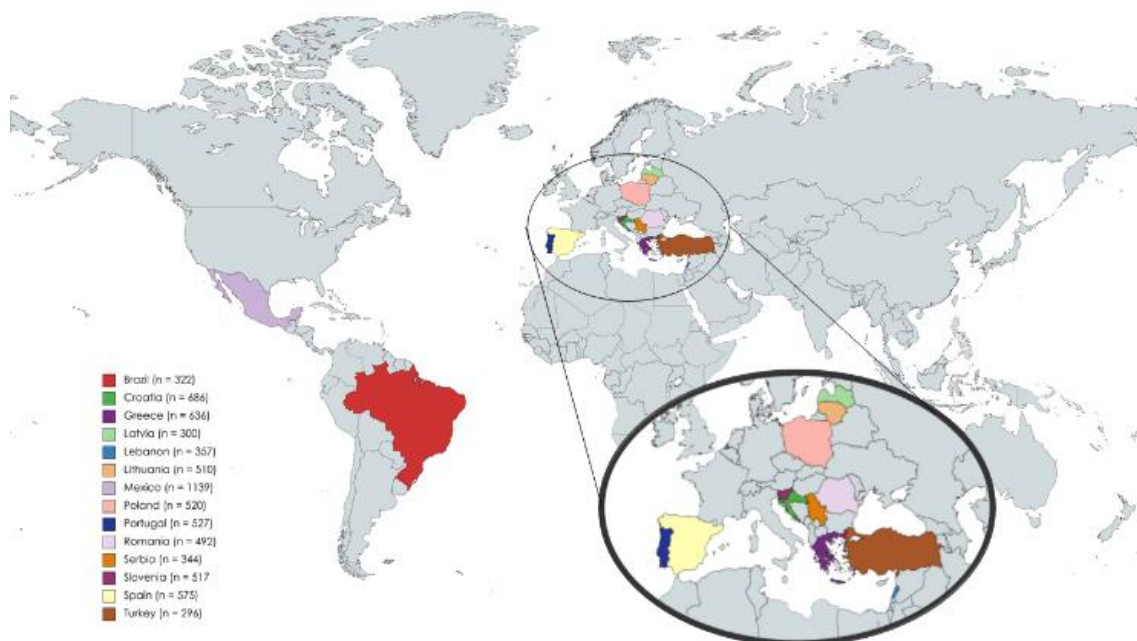 Brazil (n = 322)
Croatia (n = 686)
Greece (n = 636)
Latvia (n = 300)
Lebanon (n = 357)
Lithuania (n = 510)
Mexico (n = 1139)
Poland (n = 520)
Portugal (n = 527)
Romania (n = 492)
Serbia (n = 344)
Slovenia (n = 517
Spain (n = 575)
Turkey (n = 296)